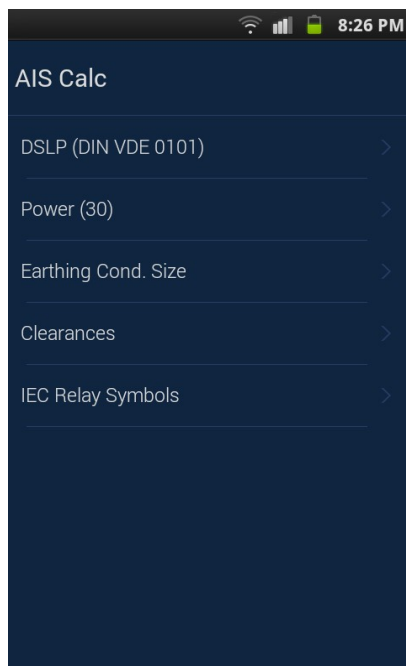 8:26 PM
AIS Calc
DSLP (DIN VDE 0101)
Power (30)
Earthing Cond. Size
Clearances
IEC Relay Symbols